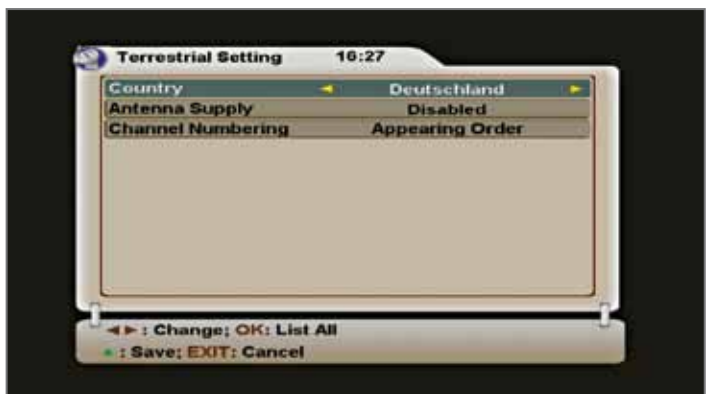 Terrestrial Setting 16:27
Country ◄ Deutschland ►
Antenna Supply Disabled
Channel Numbering Appearing Order
◄►: Change; OK: List All
● : Save; EXIT: Cancel